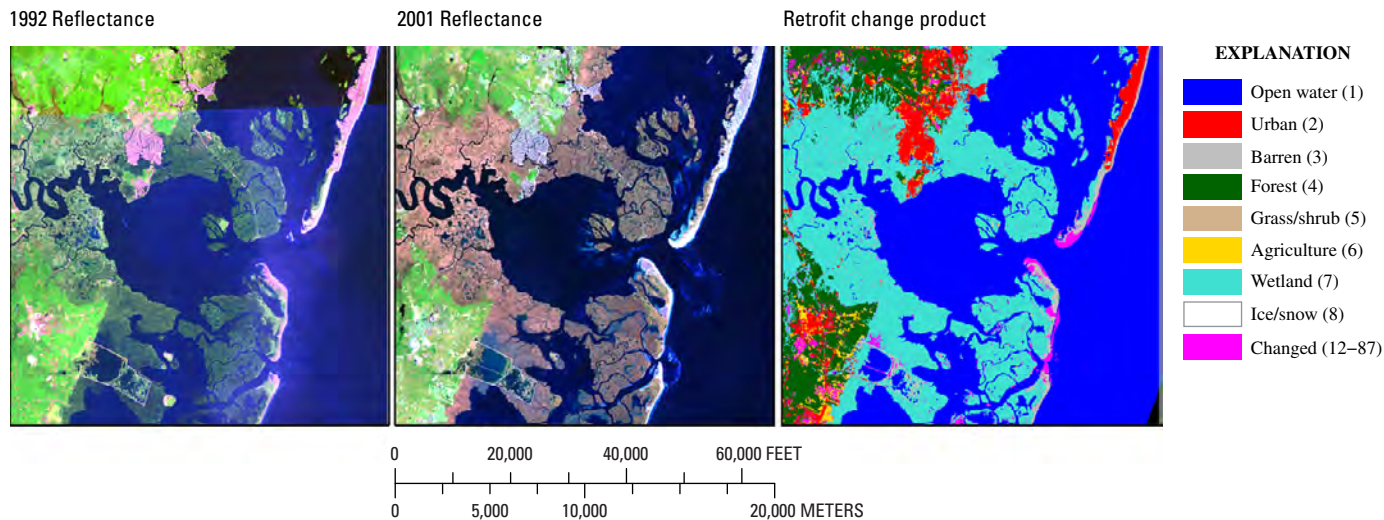 1992 Reflectance
2001 Reflectance
Retrofit change product
EXPLANATION
Open water (1)
Urban (2)
Barren (3)
Forest (4)
Grass/shrub (5)
Agriculture (6)
Wetland (7)
Ice/snow (8)
Changed (12–87)
0 20,000 40,000 60,000 FEET
0 5,000 10,000 20,000 METERS